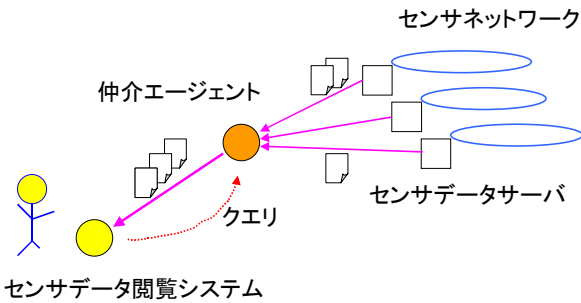 センサネットワーク
仲介エージェント
センサデータサーバ
クエリ
センサデータ閲覧システム